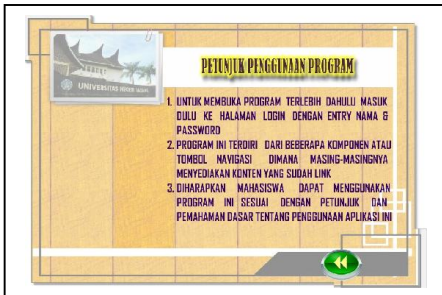 PETUNJUK PENGGUNAAN PROGRAM
UNIVERSITAS NEGERI
1. UNTUK MEMBUKA PROGRAM TERLEBIH DAHULU MASUK
DULU KE HALAMAN LOGIN DENGAN ENTRY NAMA &
PASSWORD
2. PROGRAM INI TERDIRI DARI BEBERAPA KOMPONEN ATAU
TOMBOL NAVIGASI DIMANA MASING-MASINGNYA
MENYEDIAKAN KONTEN YANG SUDAH LINK
3. DIHARAPKAN MAHASISWA DAPAT MENGGUNAKAN
PROGRAM INI SESUAI DENGAN PETUNJUK DAN
PEMAHAMAN DASAR TENTANG PENGGUNAAN APLIKASI INI